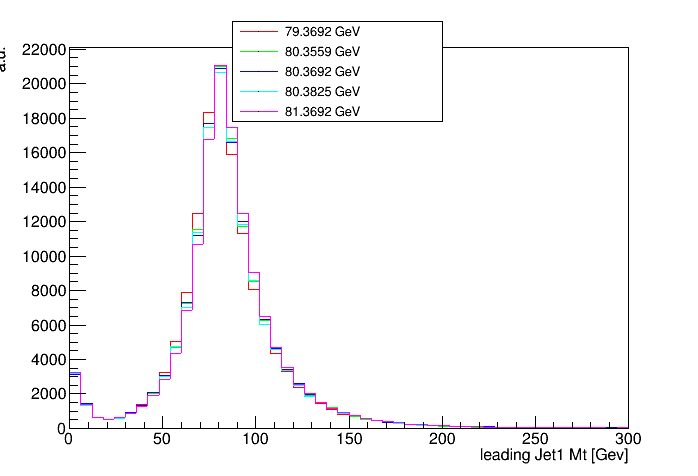 79.3692 GeV
80.3559 GeV
80.3692 GeV
80.3825 GeV
81.3692 GeV
a.u.
22000
20000
18000
16000
14000
12000
10000
8000
6000
4000
2000
0
0 50 100 150 200 250 300
leading Jet1 Mt [Gev]